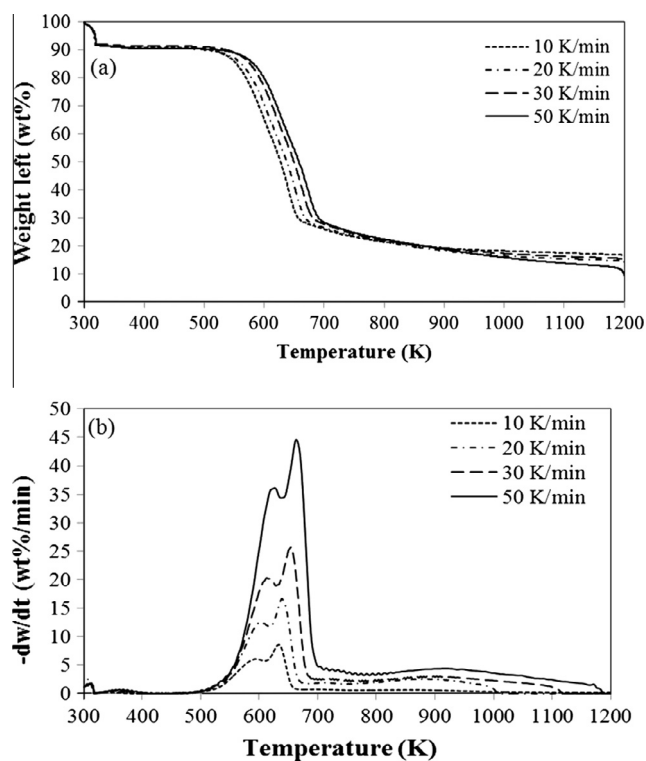 100
90
80
70
60
50
40
30
20
10
0
Weight left (wt%)
(a)
10 K/min
20 K/min
30 K/min
50 K/min
300 400 500 600 700 800 900 1000 1100 1200
Temperature (K)
50
45
40
35
30
25
20
15
10
5
0
-dw/dt (wt%/min)
(b)
10 K/min
20 K/min
30 K/min
50 K/min
300 400 500 600 700 800 900 1000 1100 1200
Temperature (K)